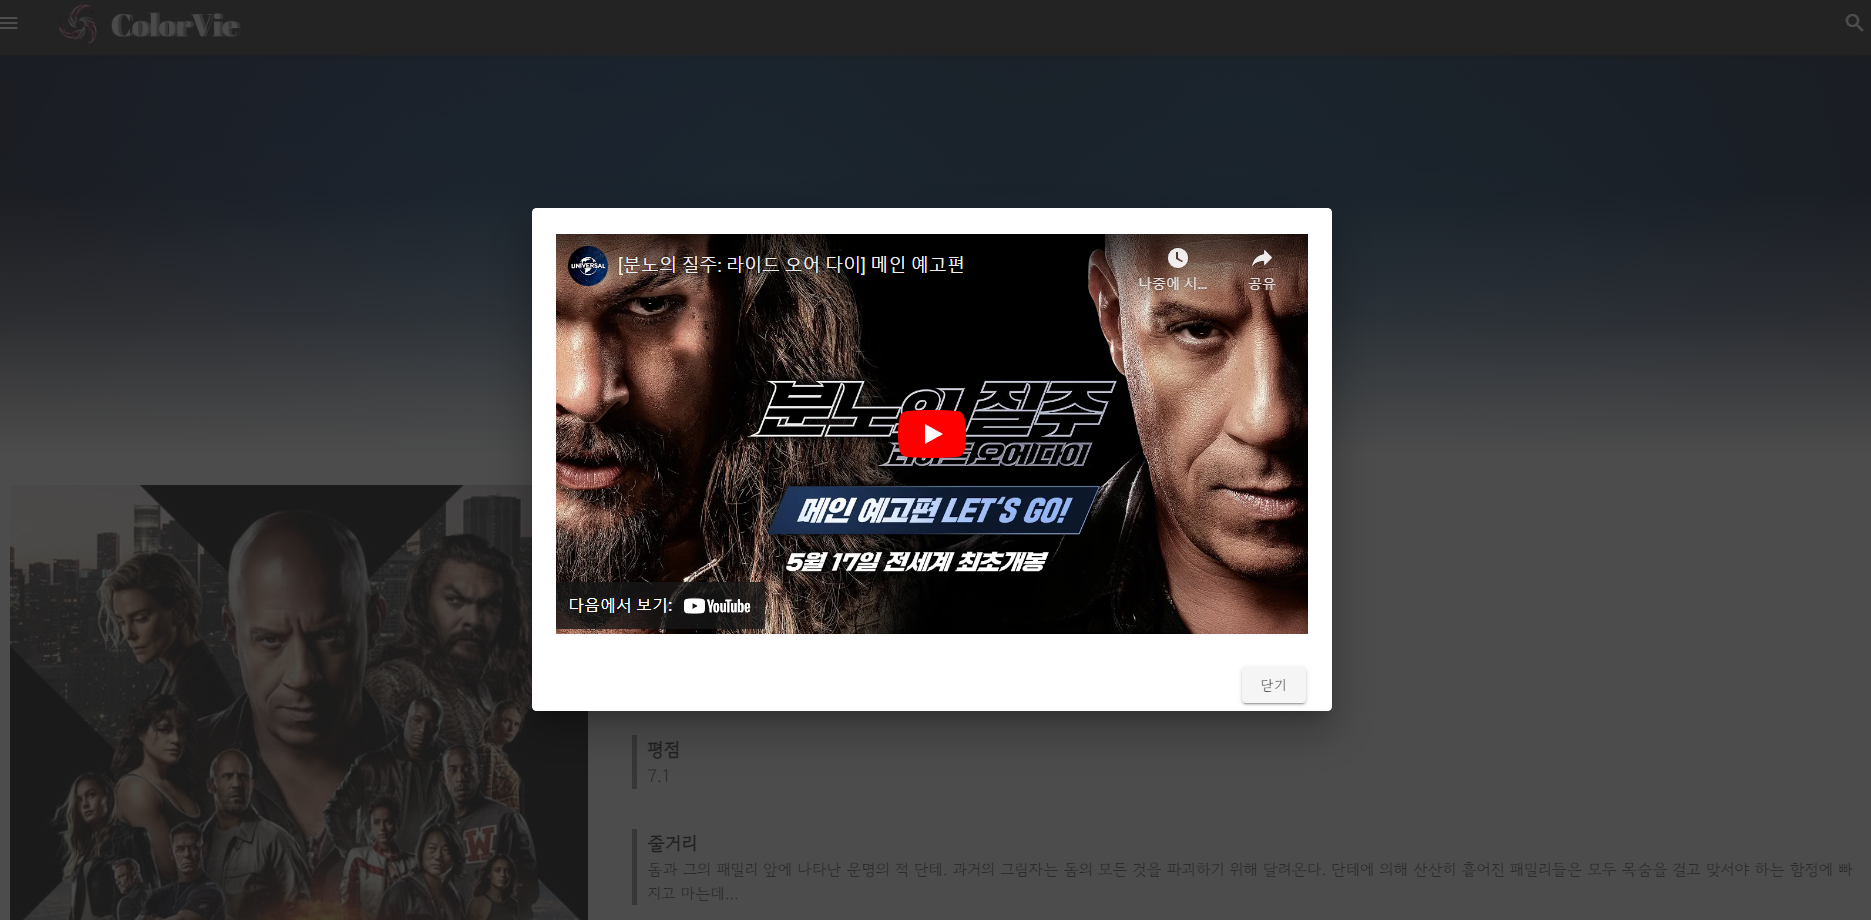 ColorVie
UNIVERSAL
[분노의 질주: 라이드 오어 다이] 메인 예고편
나중에 시...
공유
분노의 질주
라이드 오어 다이
메인 예고편 LET'S GO!
5월 17일 전세계 최초개봉
다음에서 보기: YouTube
닫기
평점
7.1
줄거리
돔과 그의 패밀리 앞에 나타난 운명의 적 단테. 과거의 그림자는 돔의 모든 것을 파괴하기 위해 달려온다. 단테에 의해 산산히 흩어진 패밀리들은 모두 목숨을 걸고 맞서야 하는 함정에 빠
지고 마는데...
W